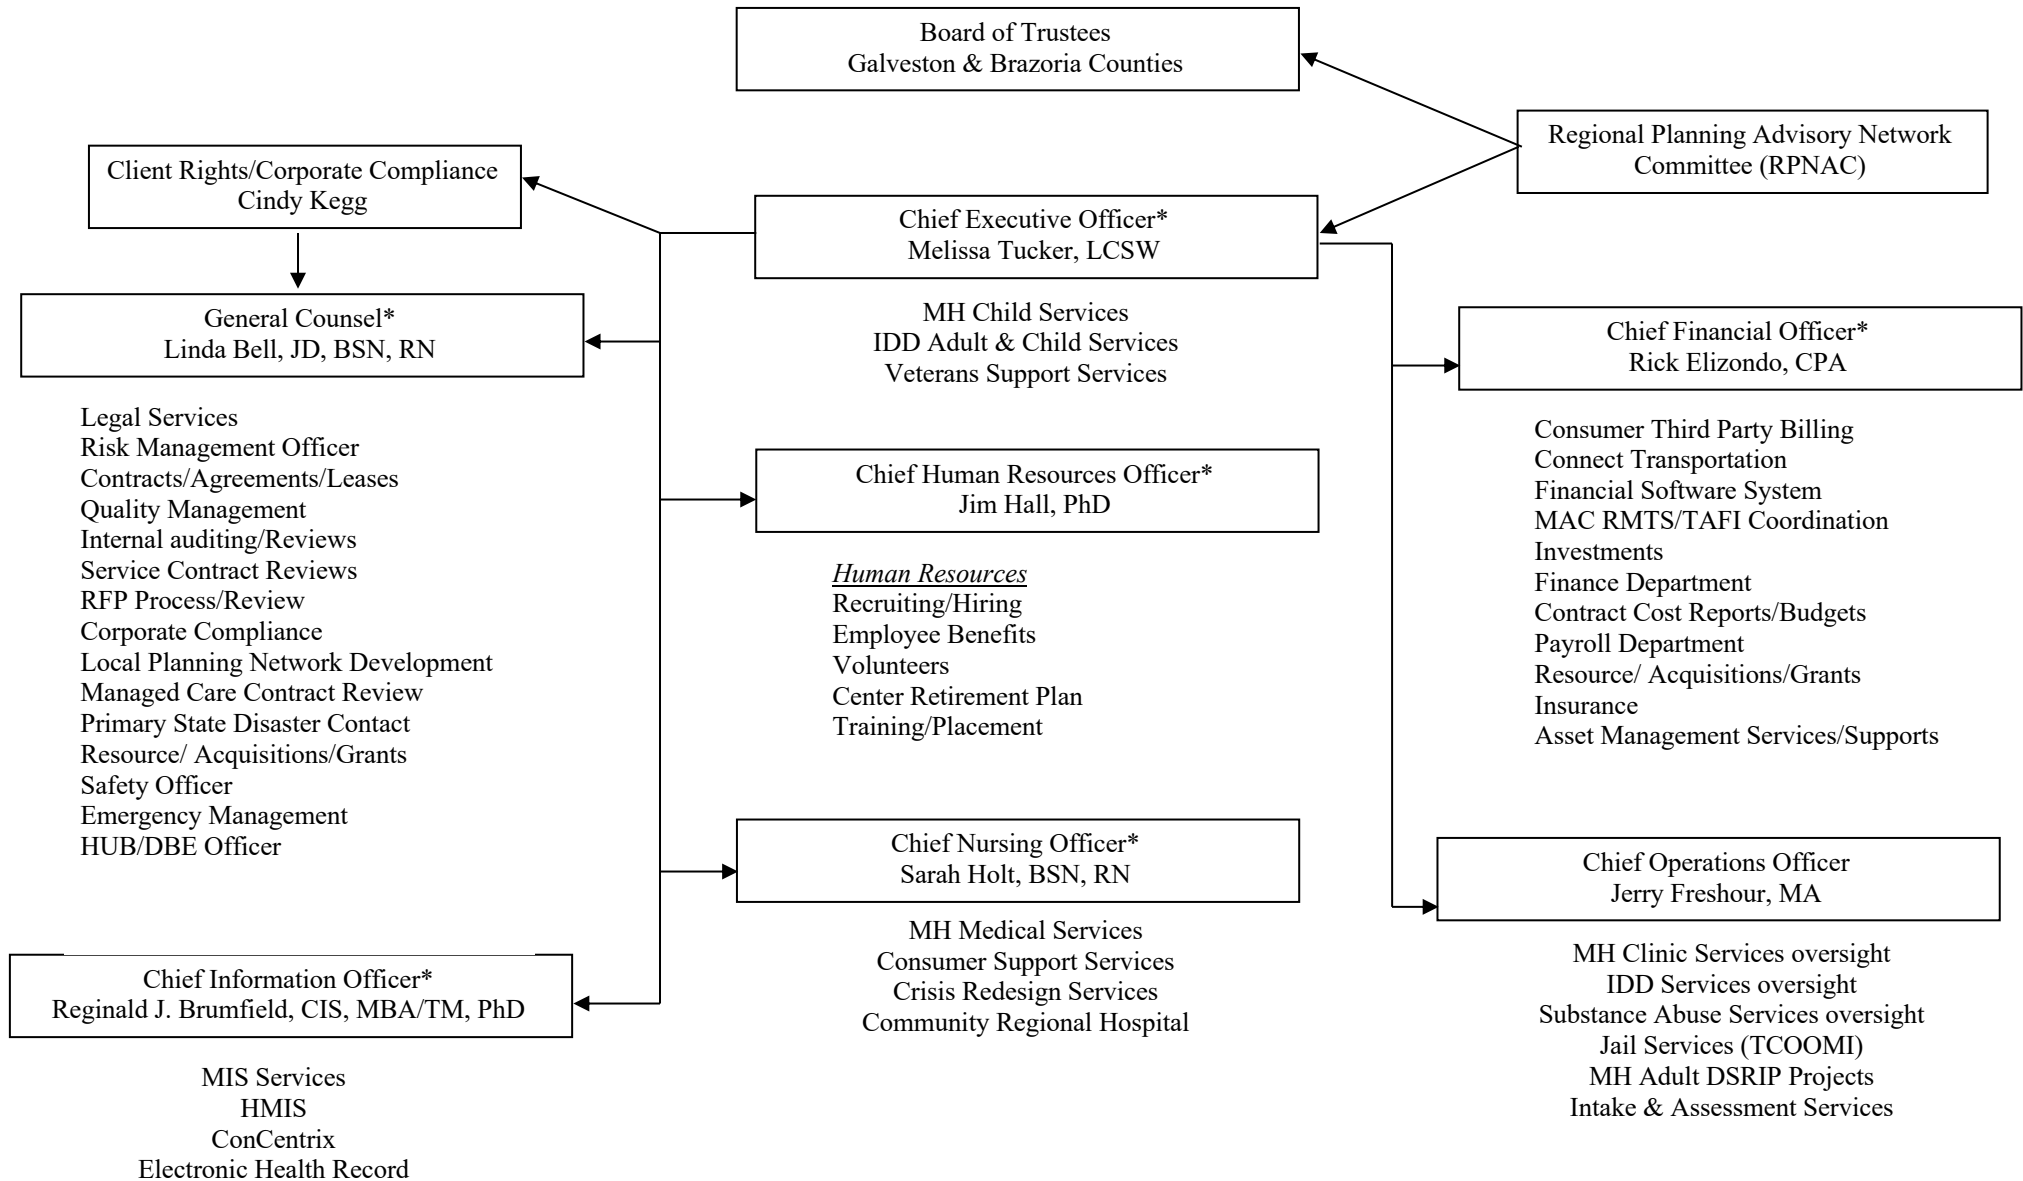 Board of Trustees
Galveston & Brazoria Counties
Regional Planning Advisory Network
Committee (RPNAC)
Client Rights/Corporate Compliance
Cindy Kegg
Chief Executive Officer*
Melissa Tucker, LCSW
MH Child Services
IDD Adult & Child Services
Veterans Support Services
General Counsel*
Linda Bell, JD, BSN, RN
Legal Services
Risk Management Officer
Contracts/Agreements/Leases
Quality Management
Internal auditing/Reviews
Service Contract Reviews
RFP Process/Review
Corporate Compliance
Local Planning Network Development
Managed Care Contract Review
Primary State Disaster Contact
Resource/ Acquisitions/Grants
Safety Officer
Emergency Management
HUB/DBE Officer
Chief Financial Officer*
Rick Elizondo, CPA
Consumer Third Party Billing
Connect Transportation
Financial Software System
MAC RMTS/TAFI Coordination
Investments
Finance Department
Contract Cost Reports/Budgets
Payroll Department
Resource/ Acquisitions/Grants
Insurance
Asset Management Services/Supports
Chief Human Resources Officer*
Jim Hall, PhD
Human Resources
Recruiting/Hiring
Employee Benefits
Volunteers
Center Retirement Plan
Training/Placement
Chief Nursing Officer*
Sarah Holt, BSN, RN
MH Medical Services
Consumer Support Services
Crisis Redesign Services
Community Regional Hospital
Chief Operations Officer
Jerry Freshour, MA
MH Clinic Services oversight
IDD Services oversight
Substance Abuse Services oversight
Jail Services (TCOOMI)
MH Adult DSRIP Projects
Intake & Assessment Services
Chief Information Officer*
Reginald J. Brumfield, CIS, MBA/TM, PhD
MIS Services
HMIS
ConCentrix
Electronic Health Record